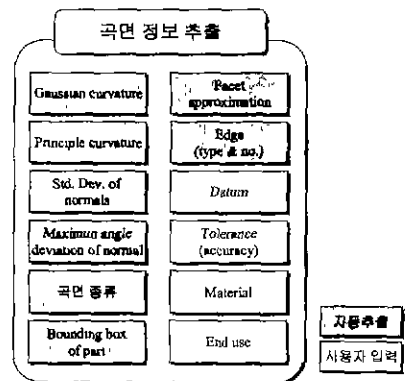 곡면 정보 추출
Gaussian curvature
Principle curvature
Std. Dev. of
normals
Maximun angle
deviation of normal
곡면 종류
Bounding box
of part
Facet
approximation
Edge
(type & no.)
Datum
Tolerance
(accuracy)
Material
End use
자동추출
사용자 입력